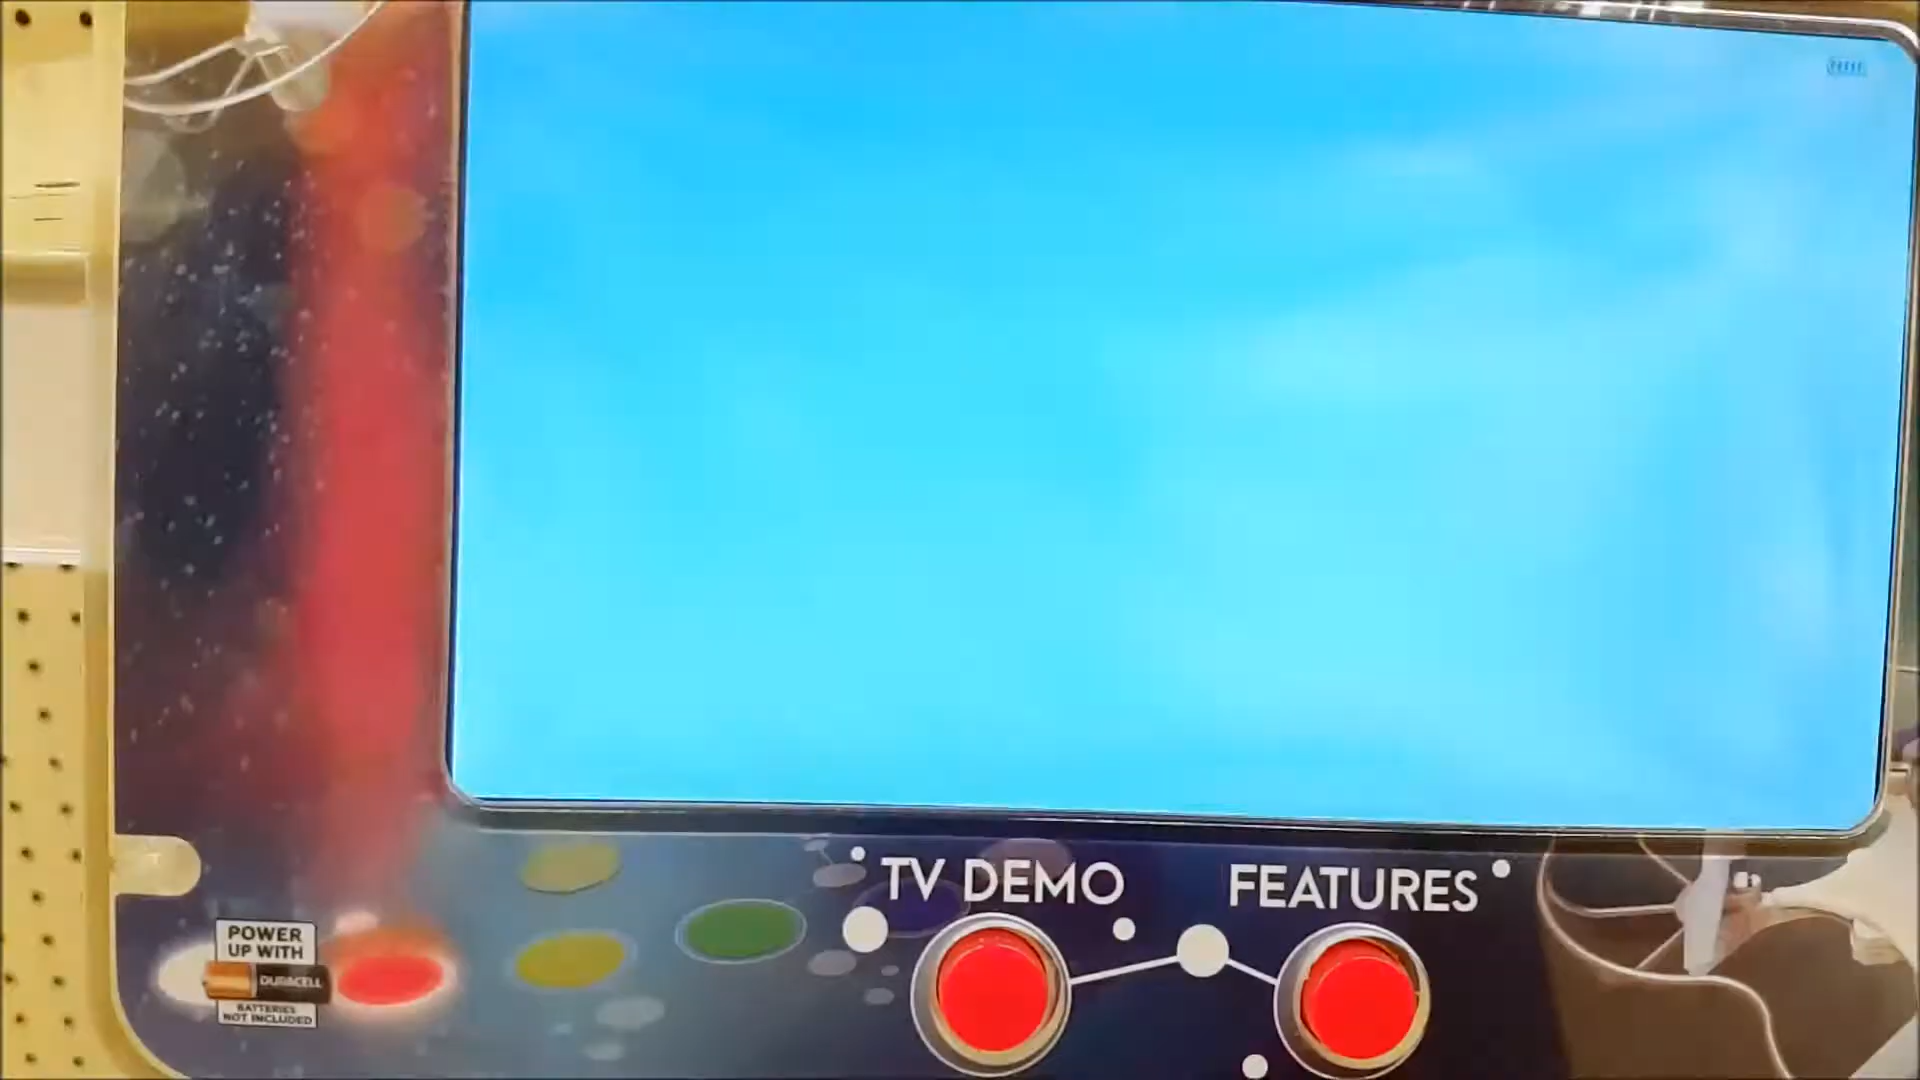 TV DEMO
FEATURES
POWER
UP WITH
DURACELL
BATTERIES
NOT INCLUDED